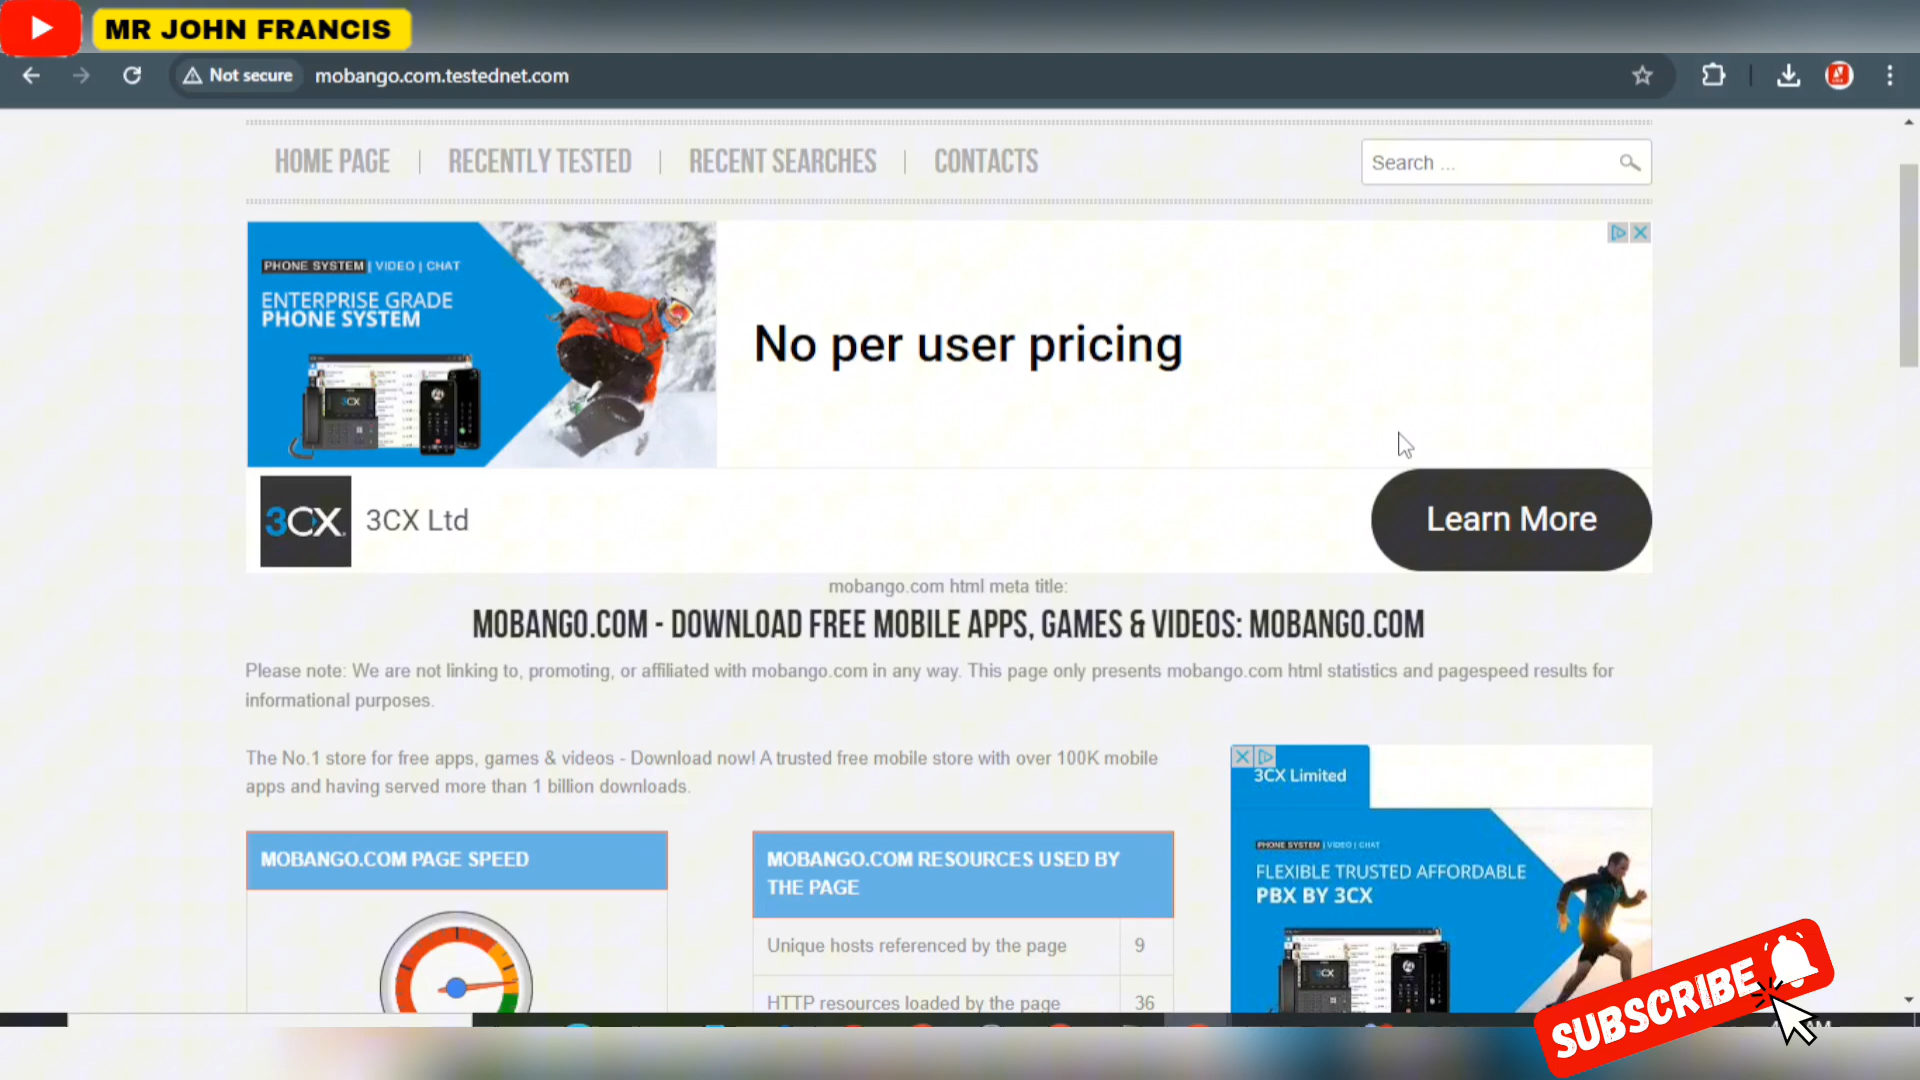 MR JOHN FRANCIS
Not secure
mobango.com.testednet.com
HOME PAGE | RECENTLY TESTED | RECENT SEARCHES | CONTACTS
Search ...
PHONE SYSTEM | VIDEO | CHAT
ENTERPRISE GRADE
PHONE SYSTEM
3CX
No per user pricing
3CX
3CX Ltd
Learn More
mobango.com html meta title:
MOBANGO.COM - DOWNLOAD FREE MOBILE APPS, GAMES & VIDEOS: MOBANGO.COM
Please note: We are not linking to, promoting, or affiliated with mobango.com in any way. This page only presents mobango.com html statistics and pagespeed results for
informational purposes.
The No.1 store for free apps, games & videos - Download now! A trusted free mobile store with over 100K mobile
apps and having served more than 1 billion downloads.
3CX Limited
PHONE SYSTEM | VIDEO | CHAT
FLEXIBLE TRUSTED AFFORDABLE
PBX BY 3CX
3CX
MOBANGO.COM PAGE SPEED
MOBANGO.COM RESOURCES USED BY
THE PAGE
Unique hosts referenced by the page 9
HTTP resources loaded by the page 36
SUBSCRIBE